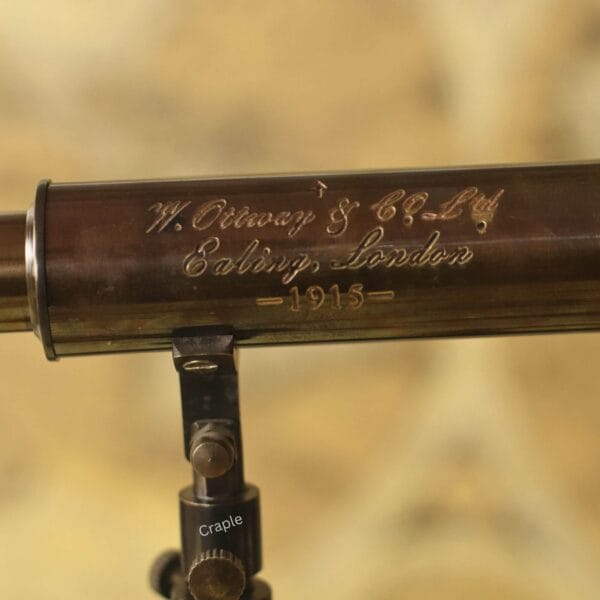 W. Ottway & Co. Ltd.
Ealing, London
-1915-
Craple